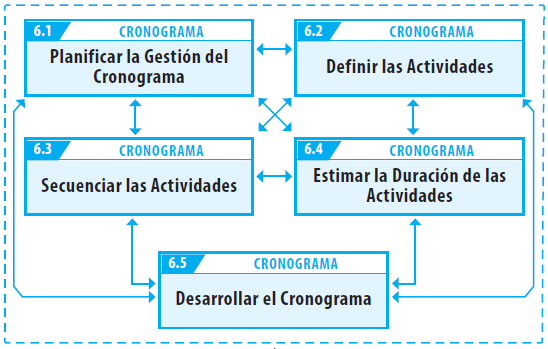 6.1 CRONOGRAMA
Planificar la Gestión del
Cronograma
6.2 CRONOGRAMA
Definir las Actividades
6.3 CRONOGRAMA
Secuenciar las Actividades
6.4 CRONOGRAMA
Estimar la Duración de las
Actividades
6.5 CRONOGRAMA
Desarrollar el Cronograma